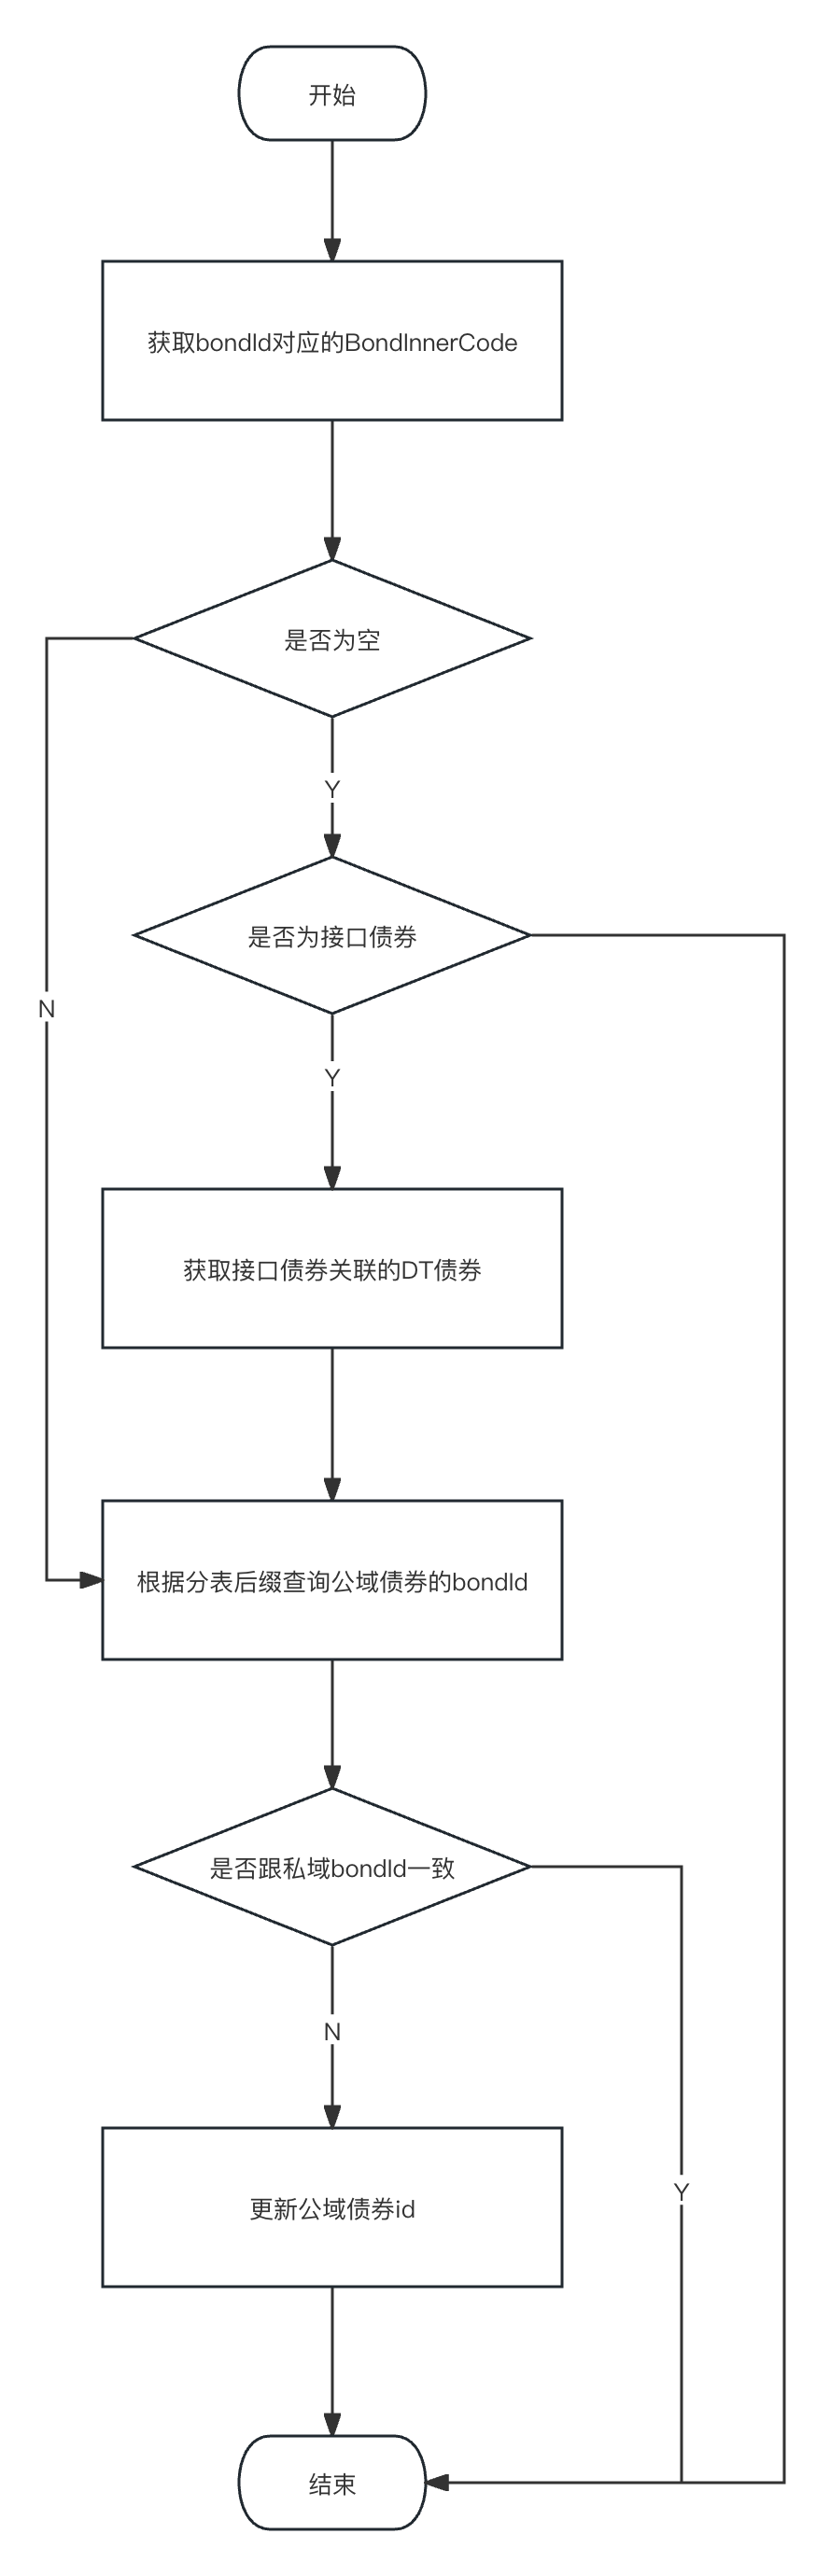 开始
获取bondId对应的BondInnerCode
是否为空
Y
是否为接口债券
N
Y
获取接口债券关联的DT债券
根据分表后缀查询公域债券的bondId
是否跟私域bondId一致
N
Y
更新公域债券id
结束